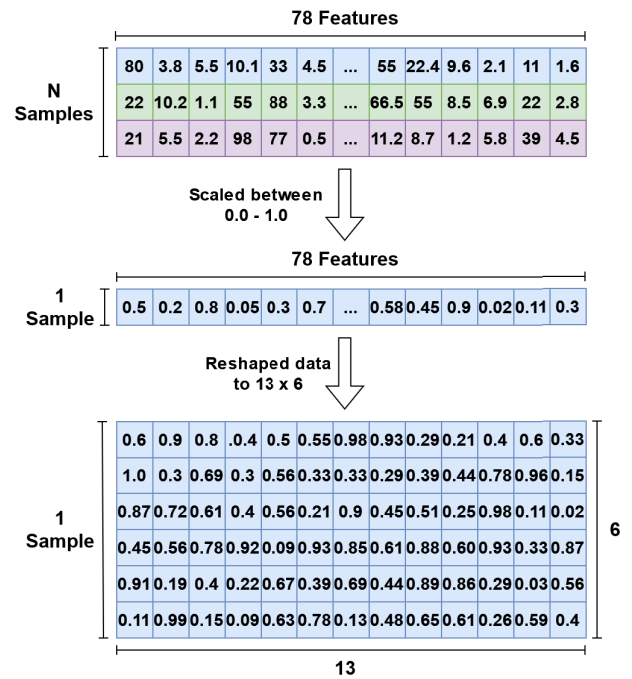 78 Features
N
Samples
80 3.8 5.5 10.1 33 4.5 ... 55 22.4 9.6 2.1 11 1.6
22 10.2 1.1 55 88 3.3 ... 66.5 55 8.5 6.9 22 2.8
21 5.5 2.2 98 77 0.5 ... 11.2 8.7 1.2 5.8 39 4.5
Scaled between
0.0 - 1.0
78 Features
1
Sample
0.5 0.2 0.8 0.05 0.3 0.7 ... 0.58 0.45 0.9 0.02 0.11 0.3
Reshaped data
to 13 x 6
0.6 0.9 0.8 .0.4 0.5 0.55 0.98 0.93 0.29 0.21 0.4 0.6 0.33
1.0 0.3 0.69 0.3 0.56 0.33 0.33 0.29 0.39 0.44 0.78 0.96 0.15
0.87 0.72 0.61 0.4 0.56 0.21 0.9 0.45 0.51 0.25 0.98 0.11 0.02
1
Sample
0.45 0.56 0.78 0.92 0.09 0.93 0.85 0.61 0.88 0.60 0.93 0.33 0.87
0.91 0.19 0.4 0.22 0.67 0.39 0.69 0.44 0.89 0.86 0.29 0.03 0.56
0.11 0.99 0.15 0.09 0.63 0.78 0.13 0.48 0.65 0.61 0.26 0.59 0.4
6
13